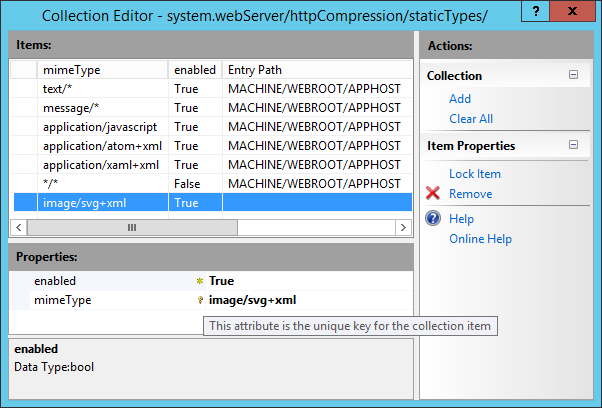 Collection Editor - system.webServer/httpCompression/staticTypes/
? x
Items:
mimeType enabled Entry Path
text/* True MACHINE/WEBROOT/APPHOST
message/* True MACHINE/WEBROOT/APPHOST
application/javascript True MACHINE/WEBROOT/APPHOST
application/atom+xml True MACHINE/WEBROOT/APPHOST
application/xaml+xml True MACHINE/WEBROOT/APPHOST
*/* False MACHINE/WEBROOT/APPHOST
image/svg+xml True
Properties:
enabled True
mimeType image/svg+xml
This attribute is the unique key for the collection item
enabled
Data Type:bool
Actions:
Collection
Add
Clear All
Item Properties
Lock Item
Remove
? Help
Online Help